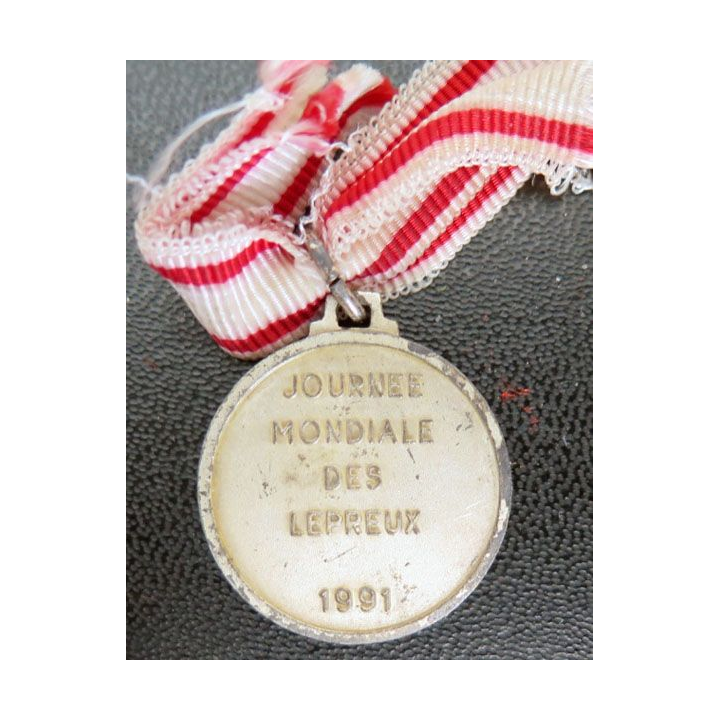 JOURNEE
MONDIALE
DES
LEPREUX
1991